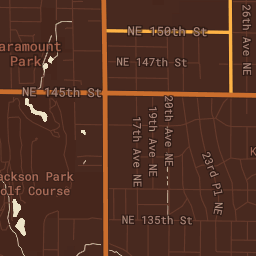 NE 150th St
26th Ave NE
aramount
Park
NE 147th St
NE 145th St
17th Ave NE
19th Ave NE
20th Ave NE
23rd Pl NE
K
ackson Park
olf Course
NE 135th St